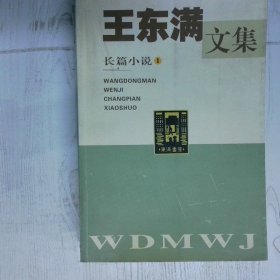 王东满
文集
长篇小说 1
WANGDONGMAN
WENJI
CHANGPIAN
XIAOSHUO
WDMWJ